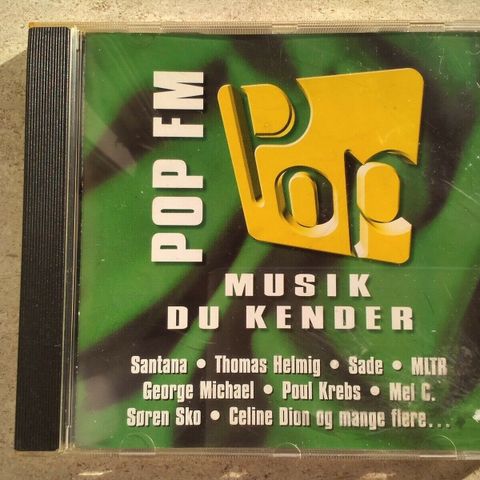 POP FM
Pop
MUSIK
DU KENDER
Santana • Thomas Helmig • Sade • MLTR
George Michael • Poul Krebs • Mel C.
Søren Sko • Celine Dion og mange flere...